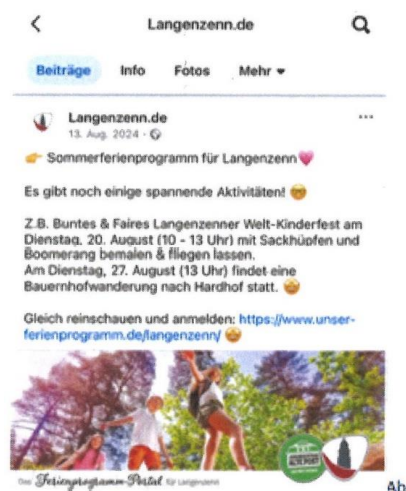 Langenzenn.de
Beiträge Info Fotos Mehr
Langenzenn.de
13. Aug. 2024
👉 Sommerferienprogramm für Langenzenn💗
Es gibt noch einige spannende Aktivitäten! 🤓
Z.B. Buntes & Faires Langenzenner Welt-Kinderfest am
Dienstag, 20. August (10 - 13 Uhr) mit Sackhüpfen und
Boomerang bemalen & fliegen lassen.
Am Dienstag, 27. August (13 Uhr) findet eine
Bauernhofwanderung nach Hardhof statt. 🤩
Gleich reinschauen und anmelden: https://www.unser-
ferienprogramm.de/langenzenn/ 🤩
Das Ferienprogramm-Portal für Langenzenn
ALTE POST
Ab